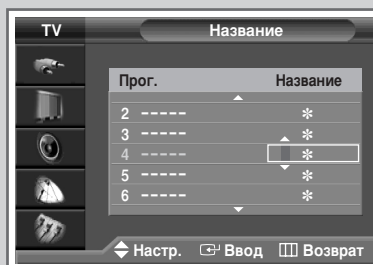 TV Название
Прог. Название
2 ----- *
3 ----- *
4 ----- *
5 ----- *
6 ----- *
Настр. Ввод Возврат